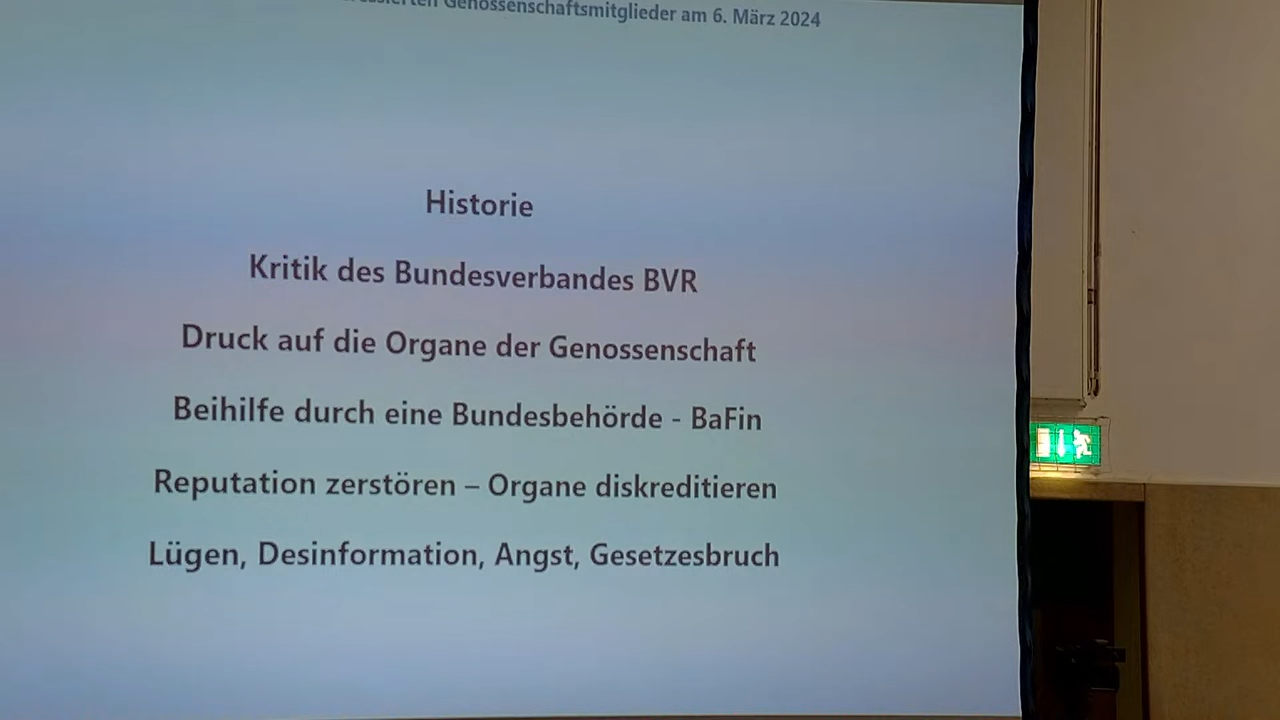 Genossenschaftsmitglieder am 6. März 2024
Historie
Kritik des Bundesverbandes BVR
Druck auf die Organe der Genossenschaft
Beihilfe durch eine Bundesbehörde - BaFin
Reputation zerstören – Organe diskreditieren
Lügen, Desinformation, Angst, Gesetzesbruch